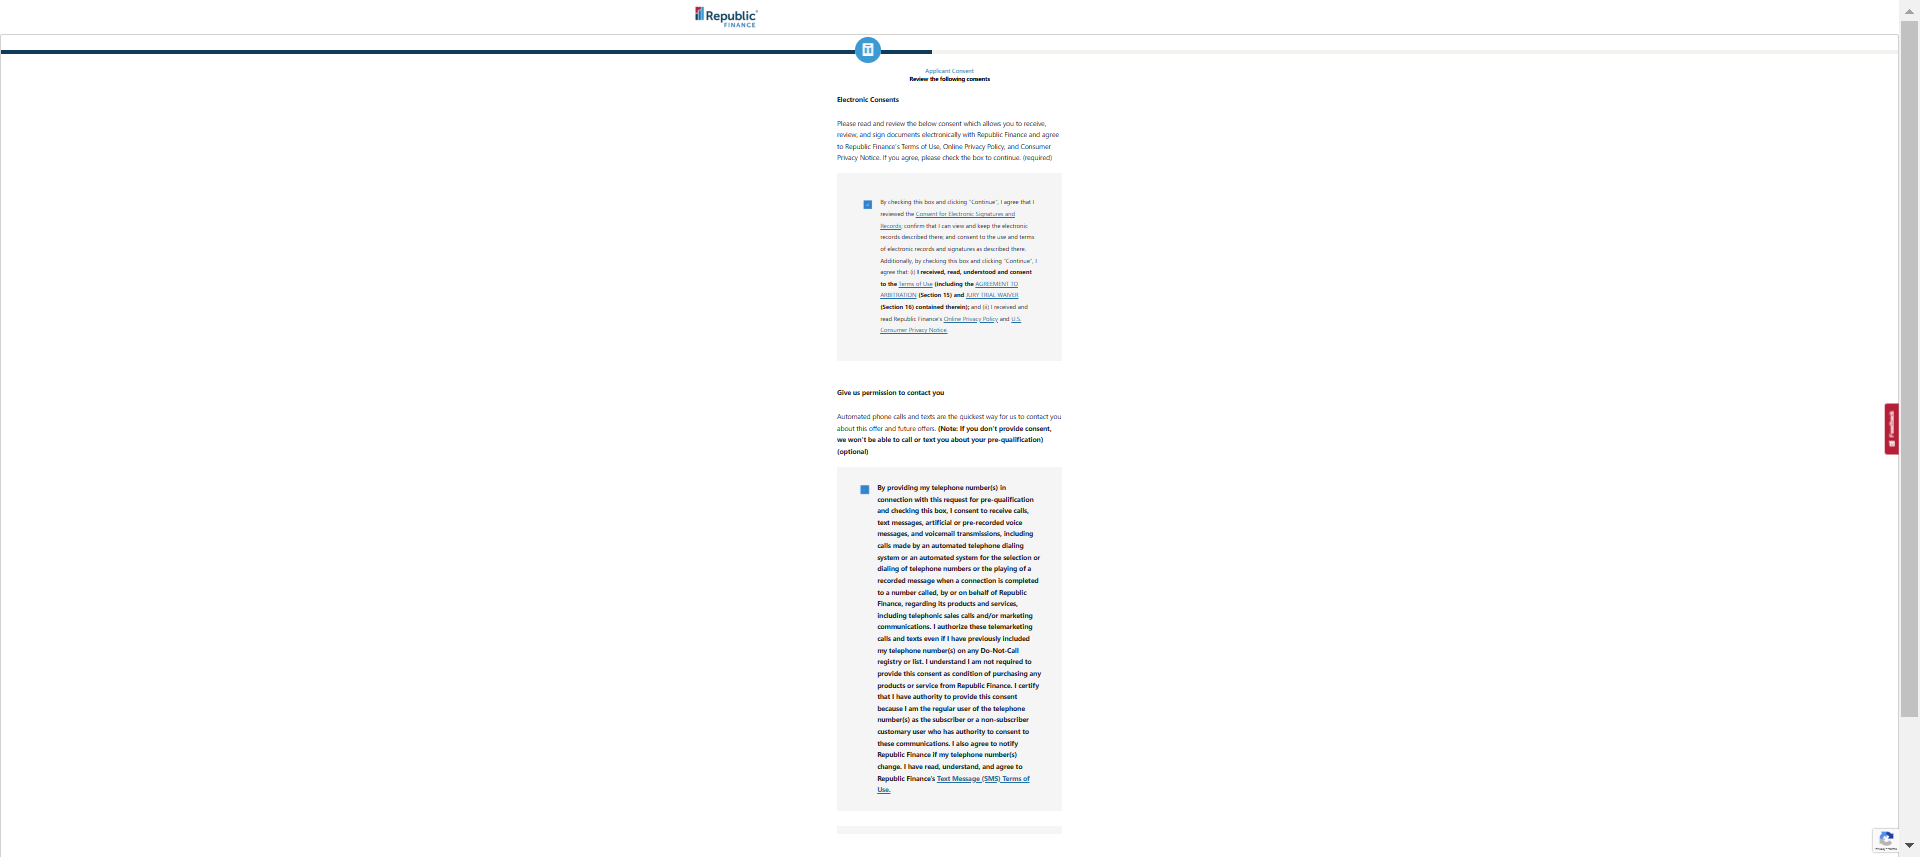 Republic
FINANCE
Applicant Consent
Review the following consents
Electronic Consents
Please read and review the below consent which allows you to receive,
review, and sign documents electronically with Republic Finance and agree
to Republic Finance's Terms of Use, Online Privacy Policy, and Consumer
Privacy Notice. If you agree, please check the box to continue. (required)
By checking this box and clicking "Continue", I agree that I
reviewed the Consent for Electronic Signatures and
Records; confirm that I can view and keep the electronic
records described there; and consent to the use and terms
of electronic records and signatures as described there.
Additionally, by checking this box and clicking "Continue", I
agree that: (i) I received, read, understood and consent
to the Terms of Use (including the AGREEMENT TO
ARBITRATION (Section 15) and JURY TRIAL WAIVER
(Section 16) contained therein); and (ii) I received and
read Republic Finance's Online Privacy Policy and U.S.
Consumer Privacy Notice.
Give us permission to contact you
Automated phone calls and texts are the quickest way for us to contact you
about this offer and future offers. (Note: If you don't provide consent,
we won't be able to call or text you about your pre-qualification)
(optional)
Feedback
By providing my telephone number(s) in
connection with this request for pre-qualification
and checking this box, I consent to receive calls,
text messages, artificial or pre-recorded voice
messages, and voicemail transmissions, including
calls made by an automated telephone dialing
system or an automated system for the selection or
dialing of telephone numbers or the playing of a
recorded message when a connection is completed
to a number called, by or on behalf of Republic
Finance, regarding its products and services,
including telephonic sales calls and/or marketing
communications. I authorize these telemarketing
calls and texts even if I have previously included
my telephone number(s) on any Do-Not-Call
registry or list. I understand I am not required to
provide this consent as condition of purchasing any
products or service from Republic Finance. I certify
that I have authority to provide this consent
because I am the regular user of the telephone
number(s) as the subscriber or a non-subscriber
customary user who has authority to consent to
these communications. I also agree to notify
Republic Finance if my telephone number(s)
change. I have read, understand, and agree to
Republic Finance's Text Message (SMS) Terms of
Use.